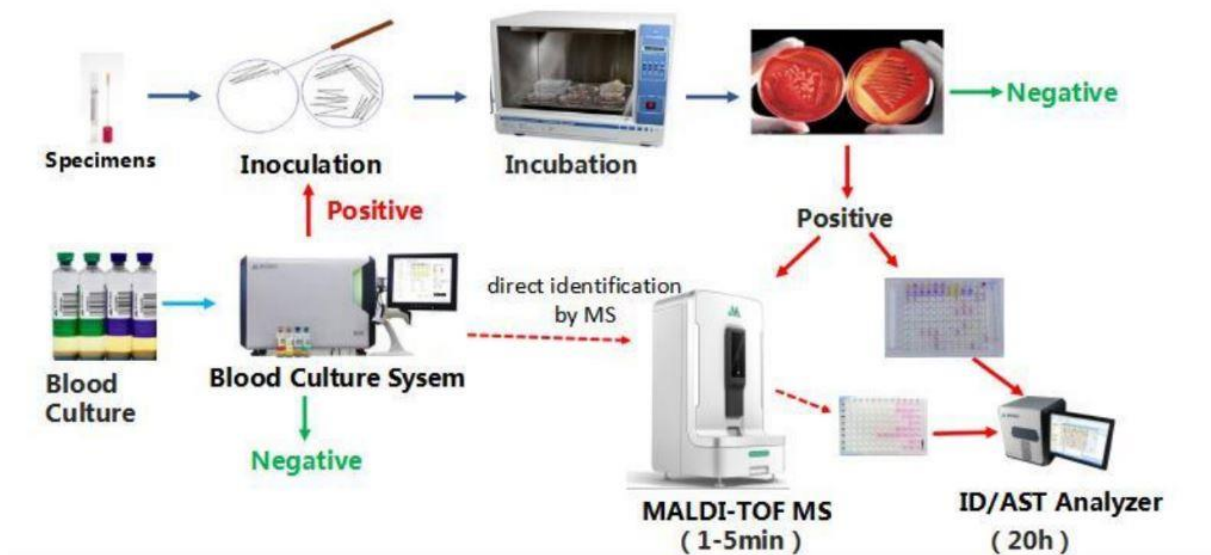 Specimens
Inoculation
Incubation
Negative
Positive
Positive
Blood
Culture
Blood Culture Sysem
direct identification
by MS
Negative
MALDI-TOF MS
( 1-5min )
ID/AST Analyzer
( 20h )